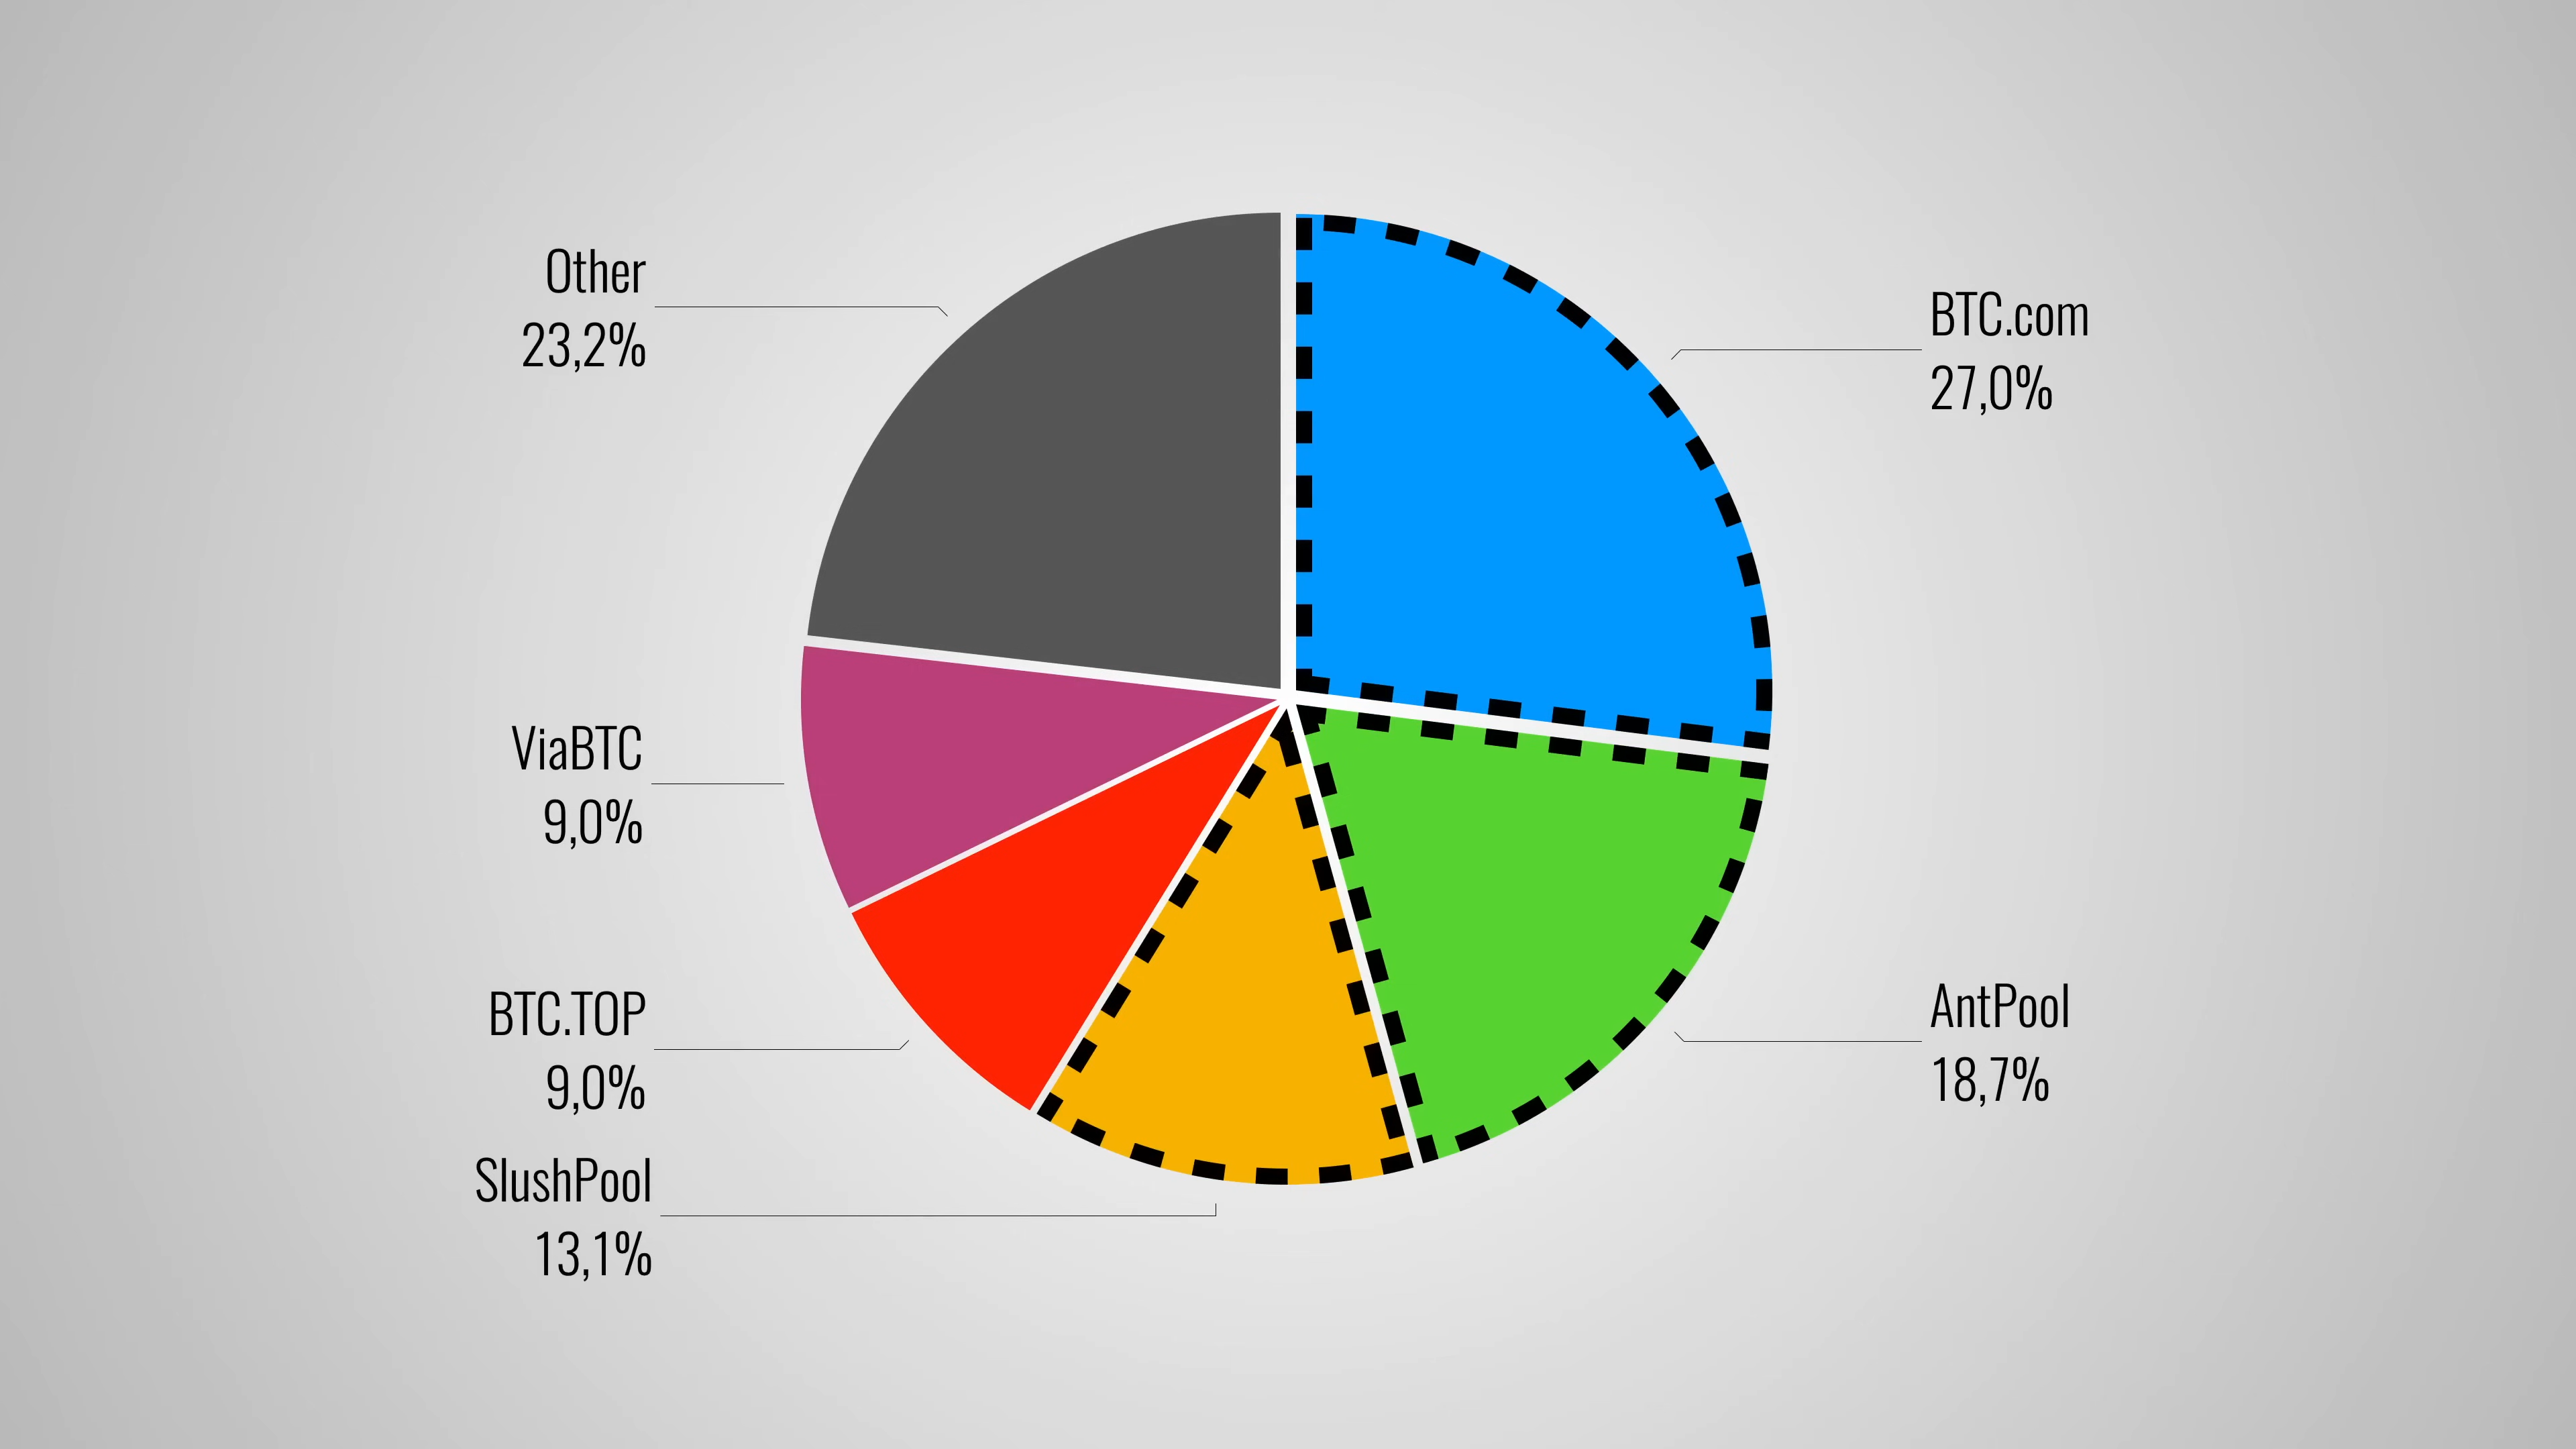 Other
23,2%
BTC.com
27,0%
ViaBTC
9,0%
BTC.TOP
9,0%
AntPool
18,7%
SlushPool
13,1%